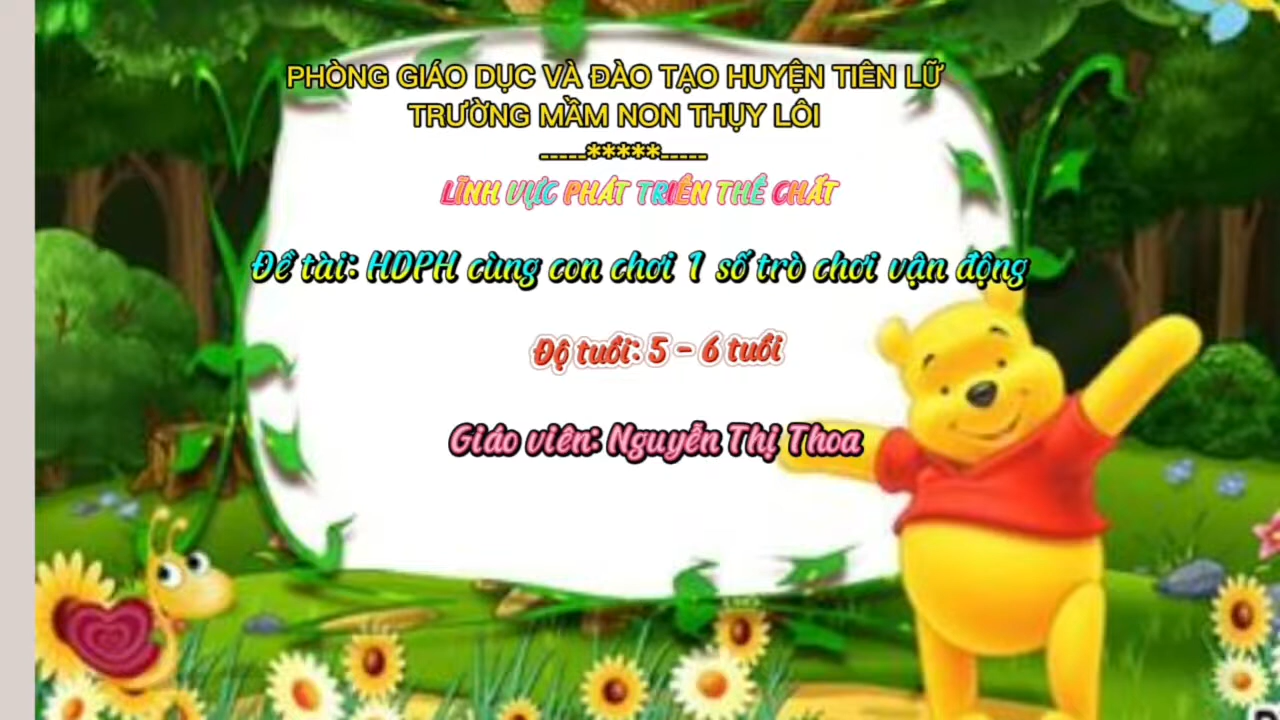 PHÒNG GIÁO DỤC VÀ ĐÀO TẠO HUYỆN TIÊN LỮ
TRƯỜNG MẦM NON THỤY LÔI
-----*****-----
LĨNH VỰC PHÁT TRIỂN THỂ CHẤT
Đề tài: HDPH cùng con chơi 1 số trò chơi vận động
Độ tuổi: 5 - 6 tuổi
Giáo viên: Nguyễn Thị Thoa